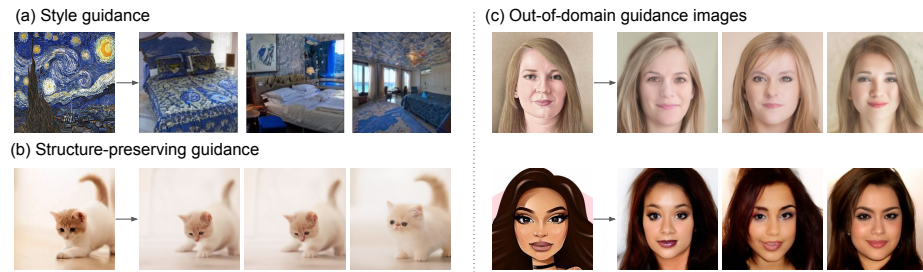 (a) Style guidance
(b) Structure-preserving guidance
(c) Out-of-domain guidance images